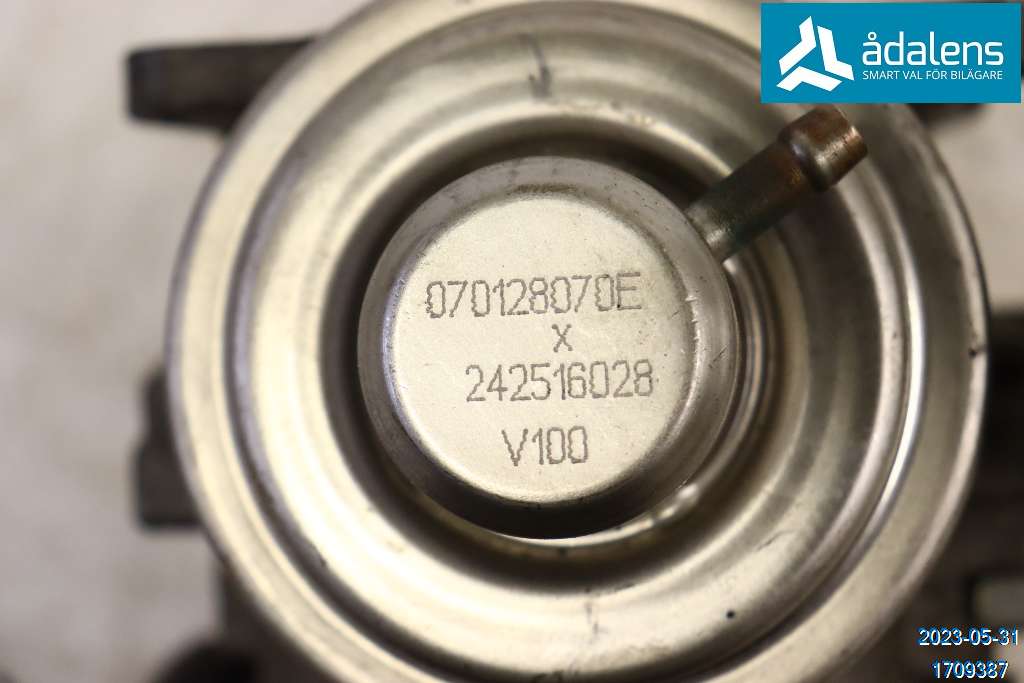 ådalens
SMART VAL FÖR BILÄGARE
070128070E
X
242516028
V100
2023-05-31
1709387